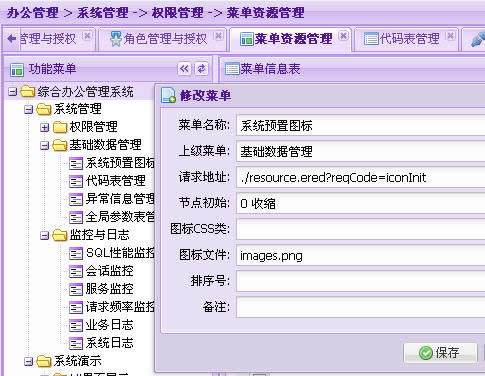 办公管理 -> 系统管理 -> 权限管理 -> 菜单资源管理
管理与授权
角色管理与授权
菜单资源管理
代码表管理
功能菜单
菜单信息表
综合办公管理系统
系统管理
权限管理
基础数据管理
系统预置图标
代码表管理
异常信息管理
全局参数表管
监控与日志
SQL性能监控
会话监控
服务监控
请求频率监控
业务日志
系统日志
系统演示
修改菜单
菜单名称: 系统预置图标
上级菜单: 基础数据管理
请求地址: ./resource.ered?reqCode=iconInit
节点初始: 0 收缩
图标CSS类:
图标文件: images.png
排序号:
备注:
保存